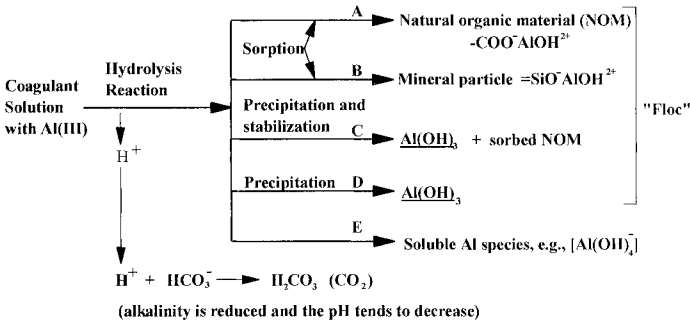 A
Natural organic material (NOM)
-COO⁻AlOH²⁺
Sorption
Hydrolysis
Reaction
B
Mineral particle =SiO⁻AlOH²⁺
Coagulant
Solution
with Al(III)
Precipitation and
stabilization
C
Al(OH)₃ + sorbed NOM
"Floc"
H⁺
Precipitation
D
Al(OH)₃
E
Soluble Al species, e.g., [Al(OH)₄⁻]
H⁺ + HCO₃⁻ → H₂CO₃ (CO₂)
(alkalinity is reduced and the pH tends to decrease)